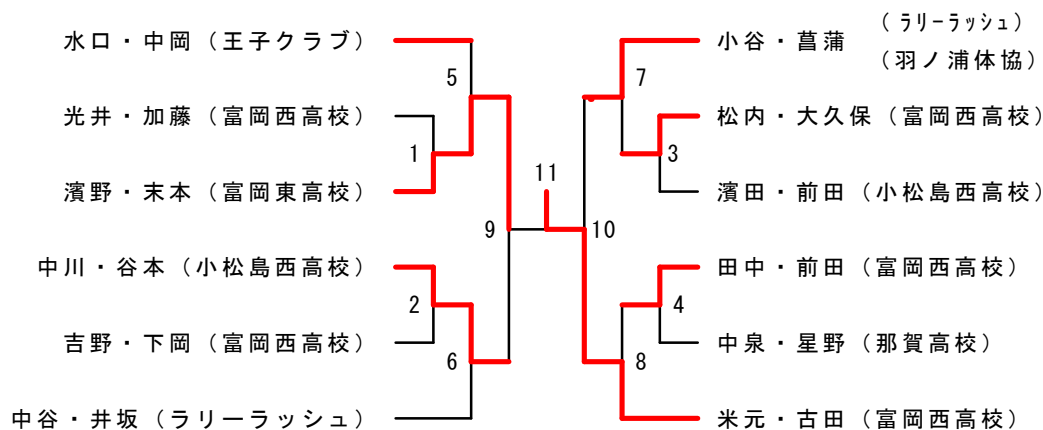 水口・中岡（王子クラブ）
光井・加藤（富岡西高校）
濱野・末本（富岡東高校）
中川・谷本（小松島西高校）
吉野・下岡（富岡西高校）
中谷・井坂（ラリーラッシュ）
5
1
2
6
9
11
10
7
3
4
8
小谷・菖蒲
（ラリーラッシュ）
（羽ノ浦体協）
松内・大久保（富岡西高校）
濱田・前田（小松島西高校）
田中・前田（富岡西高校）
中泉・星野（那賀高校）
米元・古田（富岡西高校）